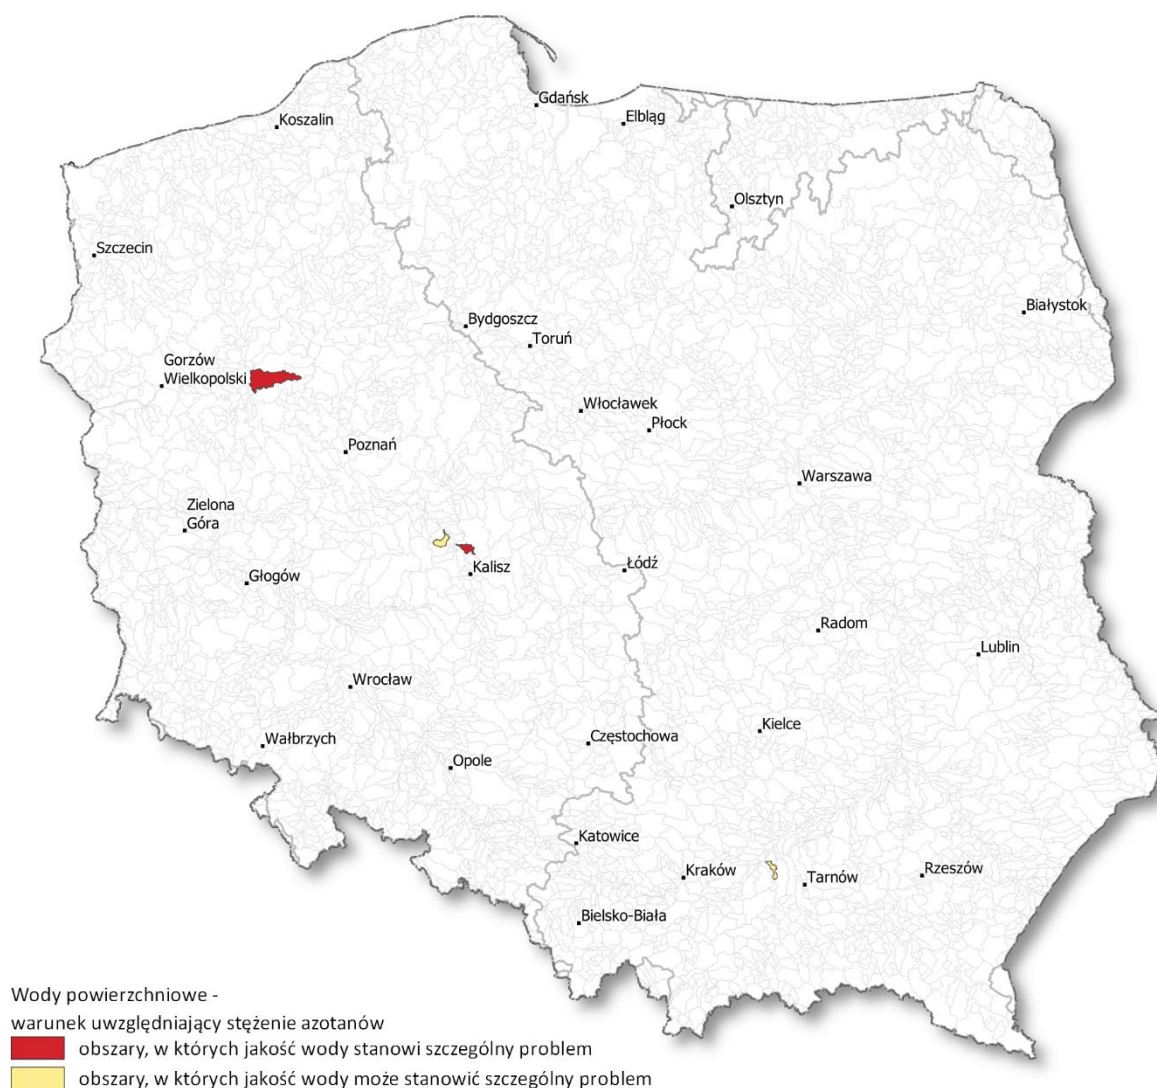 Gdańsk
Koszalin
Elbląg
Olsztyn
Szczecin
Białystok
Bydgoszcz
Toruń
Gorzów
Wielkopolski
Włocławek
Płock
Poznań
Warszawa
Zielona
Góra
Kalisz
Łódź
Głogów
Radom
Lublin
Wrocław
Kielce
Wałbrzych
Częstochowa
Opole
Katowice
Kraków
Tarnów
Rzeszów
Bielsko-Biała
Wody powierzchniowe -
warunek uwzględniający stężenie azotanów
obszary, w których jakość wody stanowi szczególny problem
obszary, w których jakość wody może stanowić szczególny problem